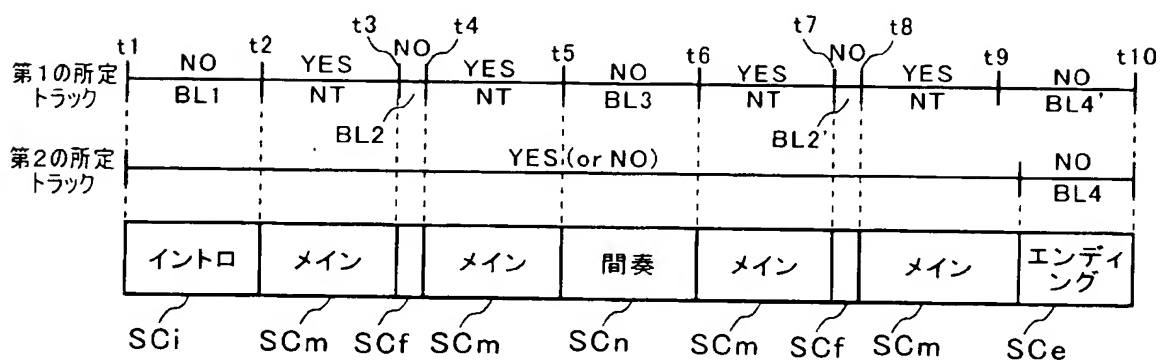 t1 t2 t3 NO t4 t5 t6 t7 NO t8 t9 t10
第1の所定
トラック
NO YES YES NO YES YES NO
BL1 NT NT BL3 NT NT BL4'
BL2 BL2'
第2の所定
トラック
YES(or NO) NO
BL4
イントロ メイン メイン 間奏 メイン メイン エンディ
ング
SCi SCm SCf SCm SCn SCm SCf SCm SCe